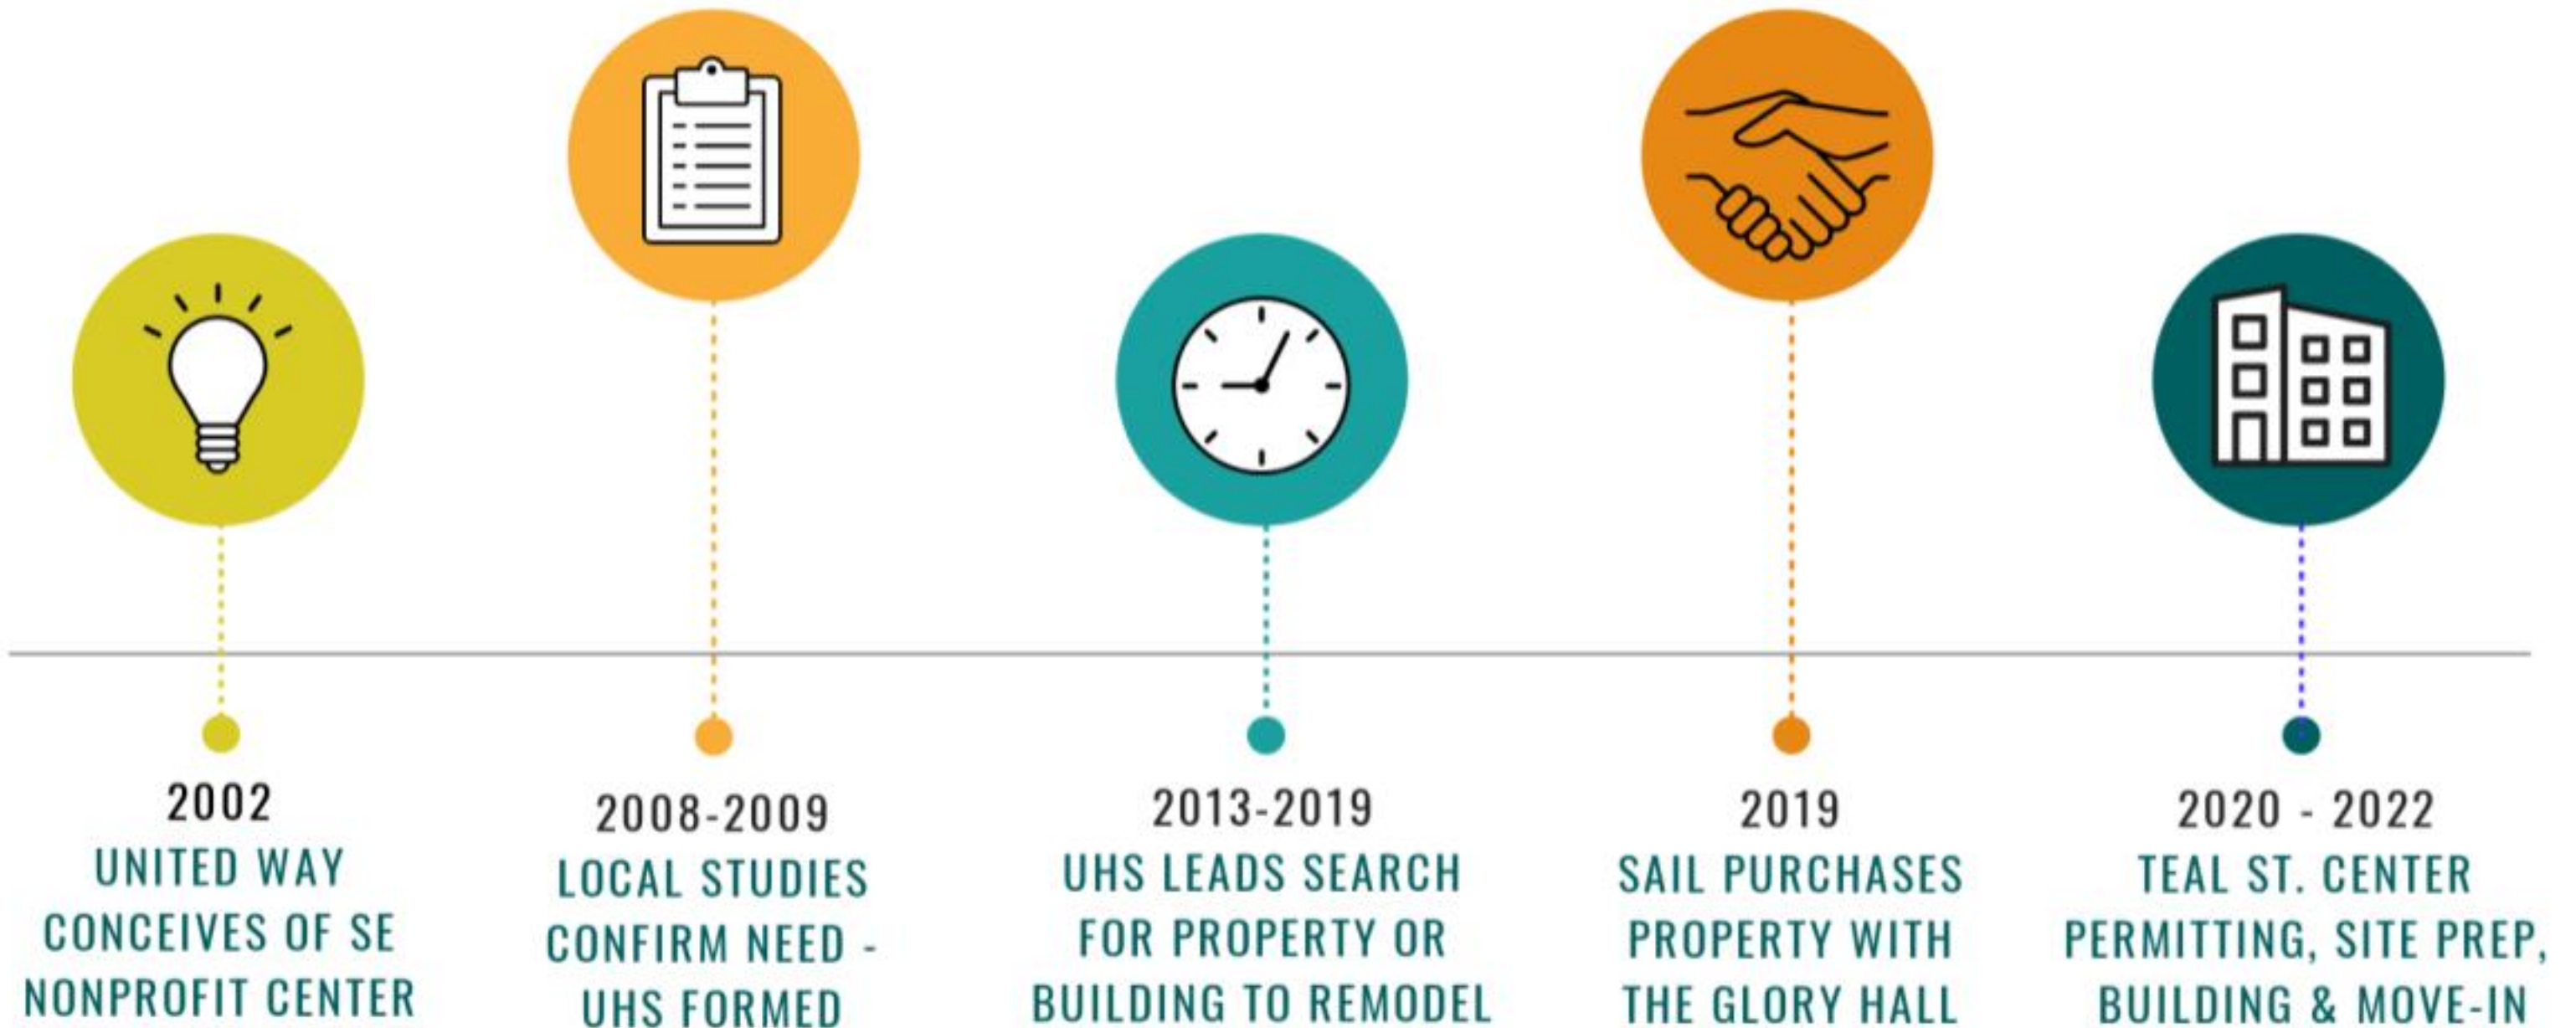 2002
UNITED WAY
CONCEIVES OF SE
NONPROFIT CENTER
2008-2009
LOCAL STUDIES
CONFIRM NEED -
UHS FORMED
2013-2019
UHS LEADS SEARCH
FOR PROPERTY OR
BUILDING TO REMODEL
2019
SAIL PURCHASES
PROPERTY WITH
THE GLORY HALL
2020 - 2022
TEAL ST. CENTER
PERMITTING, SITE PREP,
BUILDING & MOVE-IN